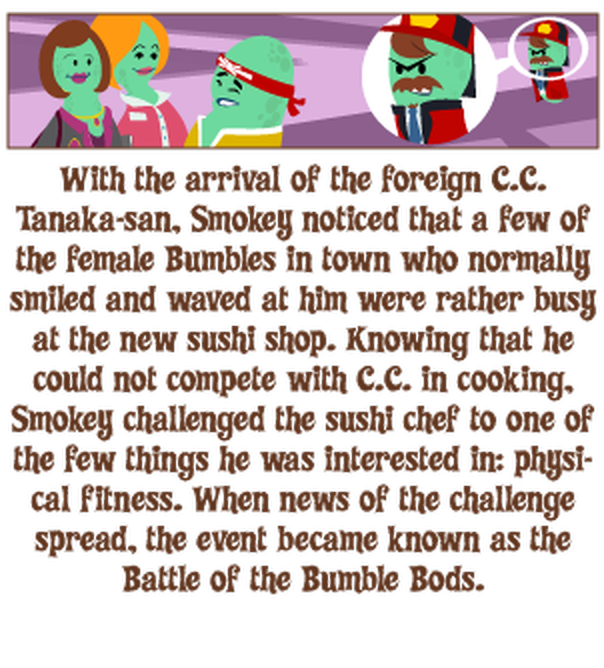 With the arrival of the foreign C.C.
Tanaka-san, Smokey noticed that a few of
the female Bumbles in town who normally
smiled and waved at him were rather busy
at the new sushi shop. Knowing that he
could not compete with C.C. in cooking,
Smokey challenged the sushi chef to one of
the few things he was interested in: physi-
cal fitness. When news of the challenge
spread, the event became known as the
Battle of the Bumble Bods.